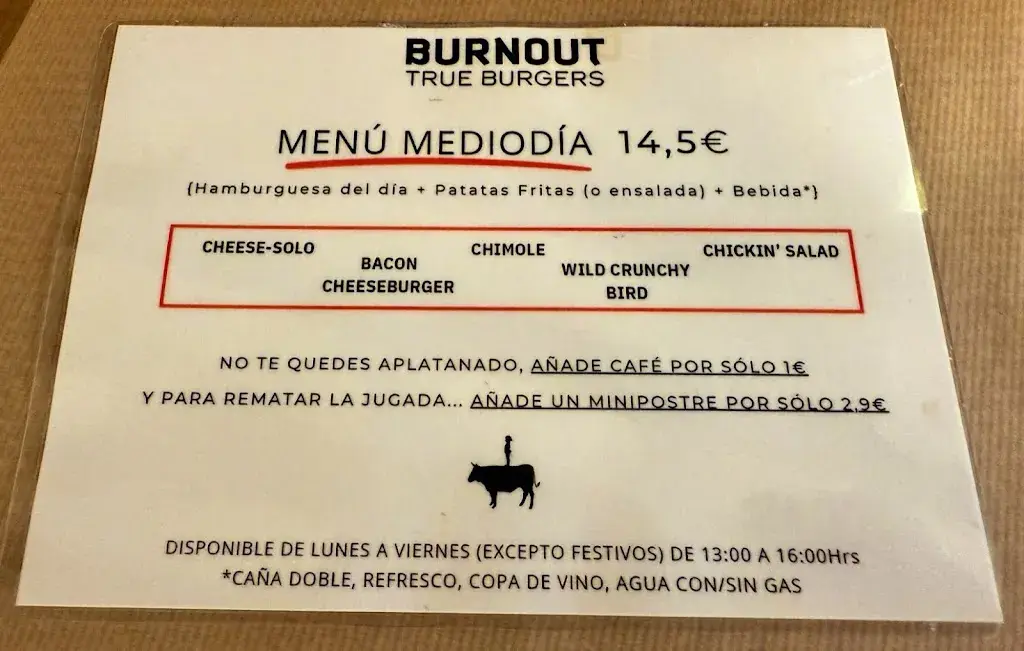 BURNOUT
TRUE BURGERS
MENÚ MEDIODÍA 14,5€
{Hamburguesa del día + Patatas Fritas (o ensalada) + Bebida*}
CHEESE-SOLO
BACON
CHEESEBURGER
CHIMOLE
WILD CRUNCHY
BIRD
CHICKIN' SALAD
NO TE QUEDES APLATANADO, AÑADE CAFÉ POR SÓLO 1€
Y PARA REMATAR LA JUGADA... AÑADE UN MINIPOSTRE POR SÓLO 2,9€
DISPONIBLE DE LUNES A VIERNES (EXCEPTO FESTIVOS) DE 13:00 A 16:00Hrs
*CAÑA DOBLE, REFRESCO, COPA DE VINO, AGUA CON/SIN GAS